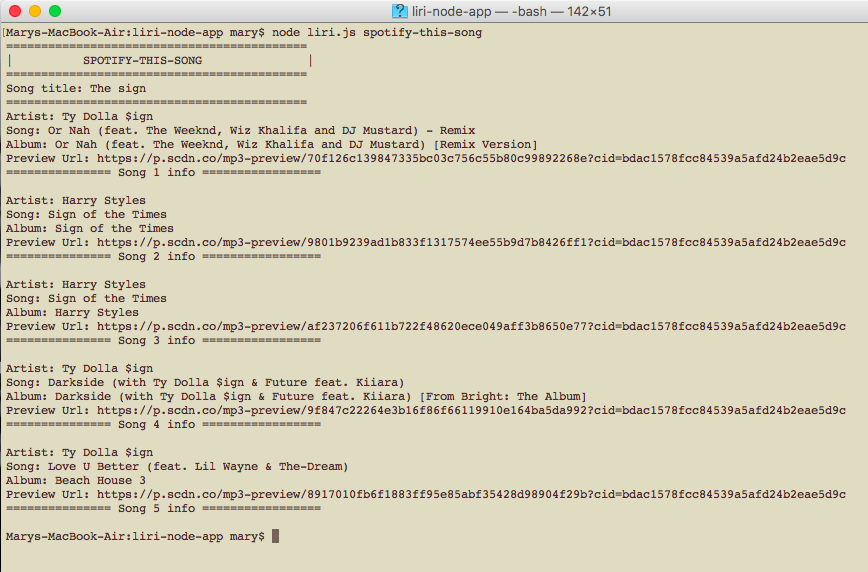 liri-node-app — -bash — 142×51
[Marys-MacBook-Air:liri-node-app mary$ node liri.js spotify-this-song
===========================================
|          SPOTIFY-THIS-SONG               |
===========================================
Song title: The sign
===========================================
Artist: Ty Dolla $ign
Song: Or Nah (feat. The Weeknd, Wiz Khalifa and DJ Mustard) - Remix
Album: Or Nah (feat. The Weeknd, Wiz Khalifa and DJ Mustard) [Remix Version]
Preview Url: https://p.scdn.co/mp3-preview/70f126c139847335bc03c756c55b80c99892268e?cid=bdac1578fcc84539a5afd24b2eae5d9c
=============== Song 1 info =================
Artist: Harry Styles
Song: Sign of the Times
Album: Sign of the Times
Preview Url: https://p.scdn.co/mp3-preview/9801b9239ad1b833f1317574ee55b9d7b8426ff1?cid=bdac1578fcc84539a5afd24b2eae5d9c
=============== Song 2 info =================
Artist: Harry Styles
Song: Sign of the Times
Album: Harry Styles
Preview Url: https://p.scdn.co/mp3-preview/af237206f611b722f48620ece049aff3b8650e77?cid=bdac1578fcc84539a5afd24b2eae5d9c
=============== Song 3 info =================
Artist: Ty Dolla $ign
Song: Darkside (with Ty Dolla $ign & Future feat. Kiiara)
Album: Darkside (with Ty Dolla $ign & Future feat. Kiiara) [From Bright: The Album]
Preview Url: https://p.scdn.co/mp3-preview/9f847c22264e3b16f86f66119910e164ba5da992?cid=bdac1578fcc84539a5afd24b2eae5d9c
=============== Song 4 info =================
Artist: Ty Dolla $ign
Song: Love U Better (feat. Lil Wayne & The-Dream)
Album: Beach House 3
Preview Url: https://p.scdn.co/mp3-preview/8917010fb6f1883ff95e85abf35428d98904f29b?cid=bdac1578fcc84539a5afd24b2eae5d9c
=============== Song 5 info =================
Marys-MacBook-Air:liri-node-app mary$